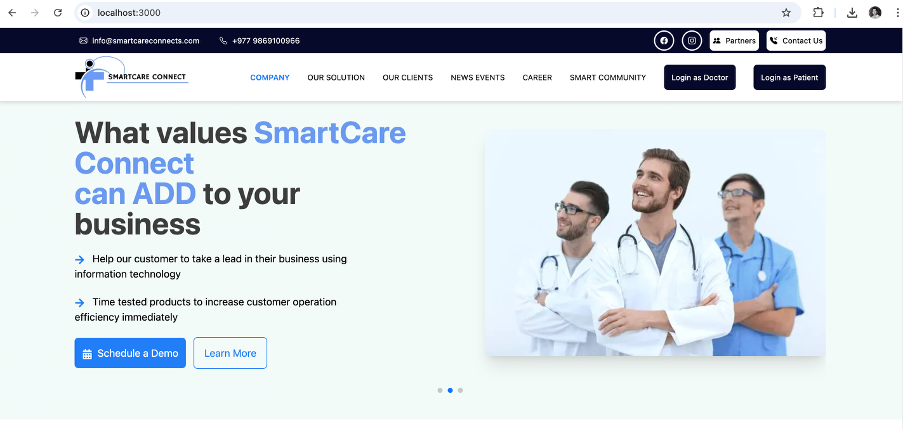 localhost:3000
info@smartcareconnects.com +977 9869100966 Partners Contact Us
SMARTCARE CONNECT COMPANY OUR SOLUTION OUR CLIENTS NEWS EVENTS CAREER SMART COMMUNITY Login as Doctor Login as Patient
What values SmartCare
Connect
can ADD to your
business
Help our customer to take a lead in their business using
information technology
Time tested products to increase customer operation
efficiency immediately
Schedule a Demo Learn More